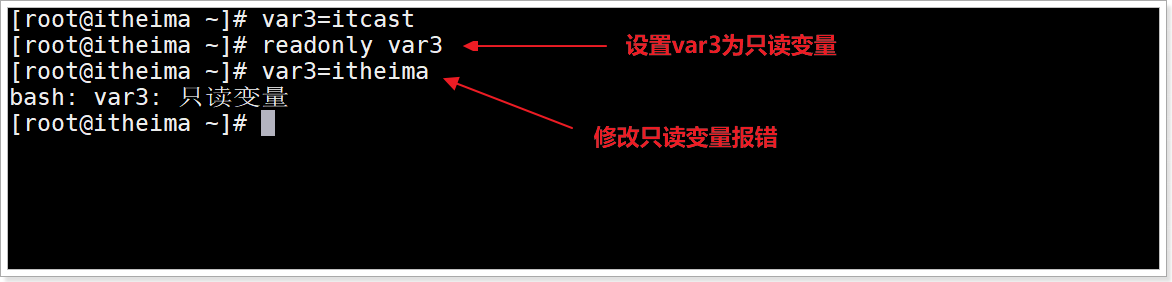 [root@itheima ~]# var3=itcast
[root@itheima ~]# readonly var3
设置var3为只读变量
[root@itheima ~]# var3=itheima
bash: var3: 只读变量
[root@itheima ~]#
修改只读变量报错